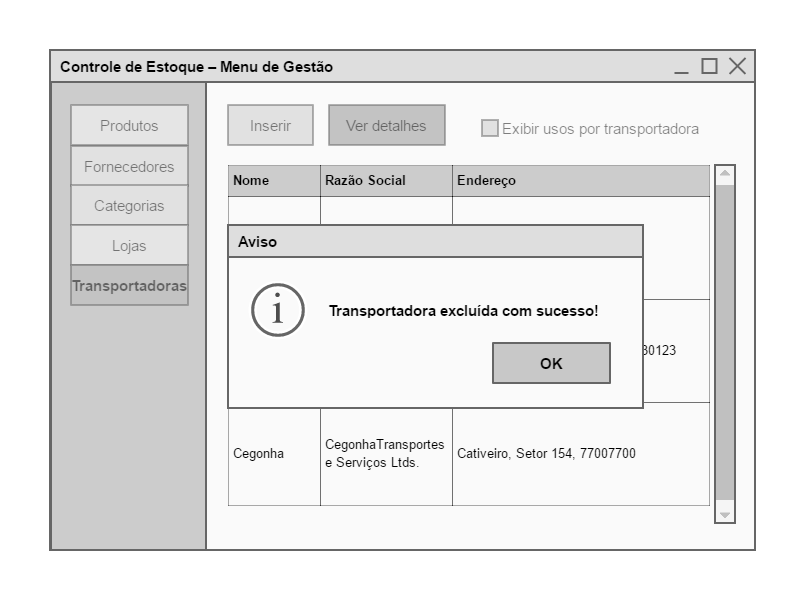 Controle de Estoque – Menu de Gestão
Produtos
Fornecedores
Categorias
Lojas
Transportadoras
Inserir
Ver detalhes
Exibir usos por transportadora
Nome
Razão Social
Endereço
Aviso
Transportadora excluída com sucesso!
OK
Cegonha
CegonhaTransportes
e Serviços Ltds.
Cativeiro, Setor 154, 77007700